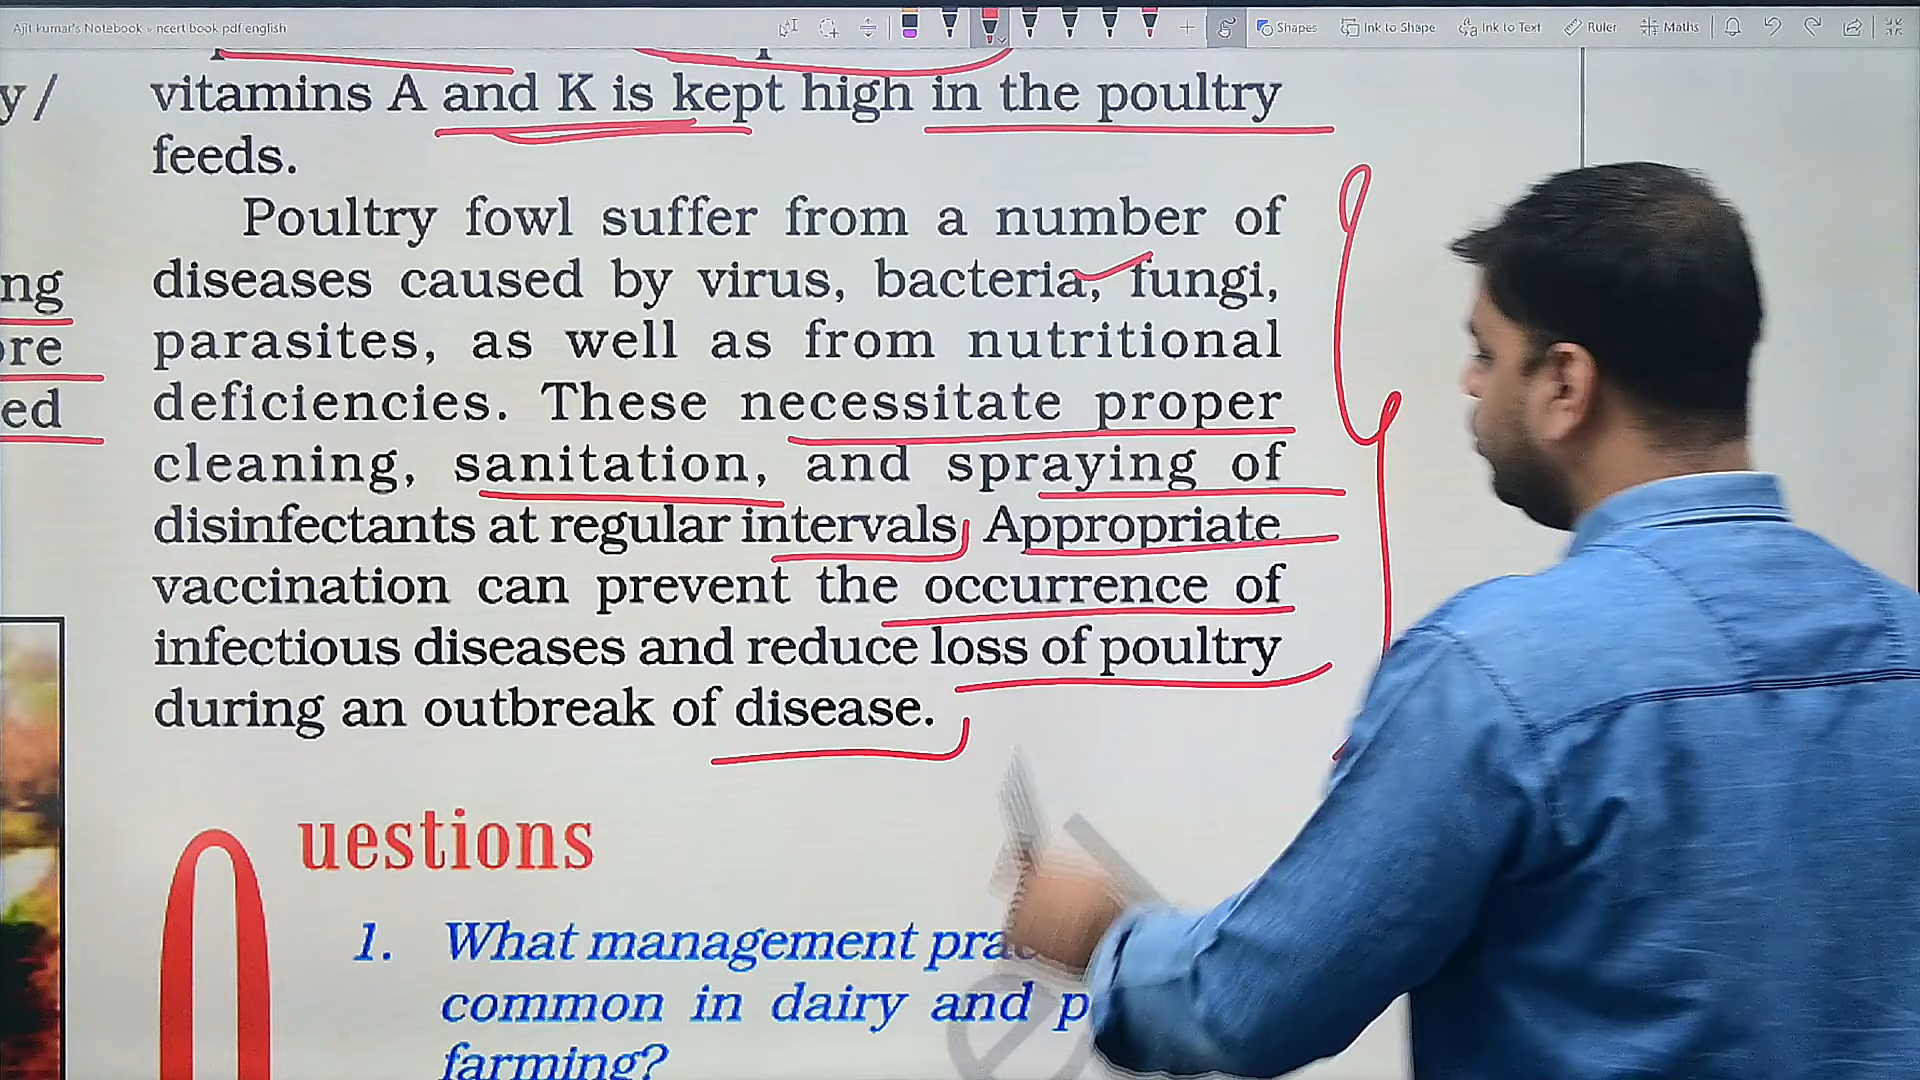 Ajit kumar's Notebook » ncert book pdf english
Shapes
Ink to Shape
Ink to Text
Ruler
Maths
y/
ng
re
ed
vitamins A and K is kept high in the poultry
feeds.
Poultry fowl suffer from a number of
diseases caused by virus, bacteria, fungi,
parasites, as well as from nutritional
deficiencies. These necessitate proper
cleaning, sanitation, and spraying of
disinfectants at regular intervals. Appropriate
vaccination can prevent the occurrence of
infectious diseases and reduce loss of poultry
during an outbreak of disease.
Questions
1. What management
common in dairy and p
farming?